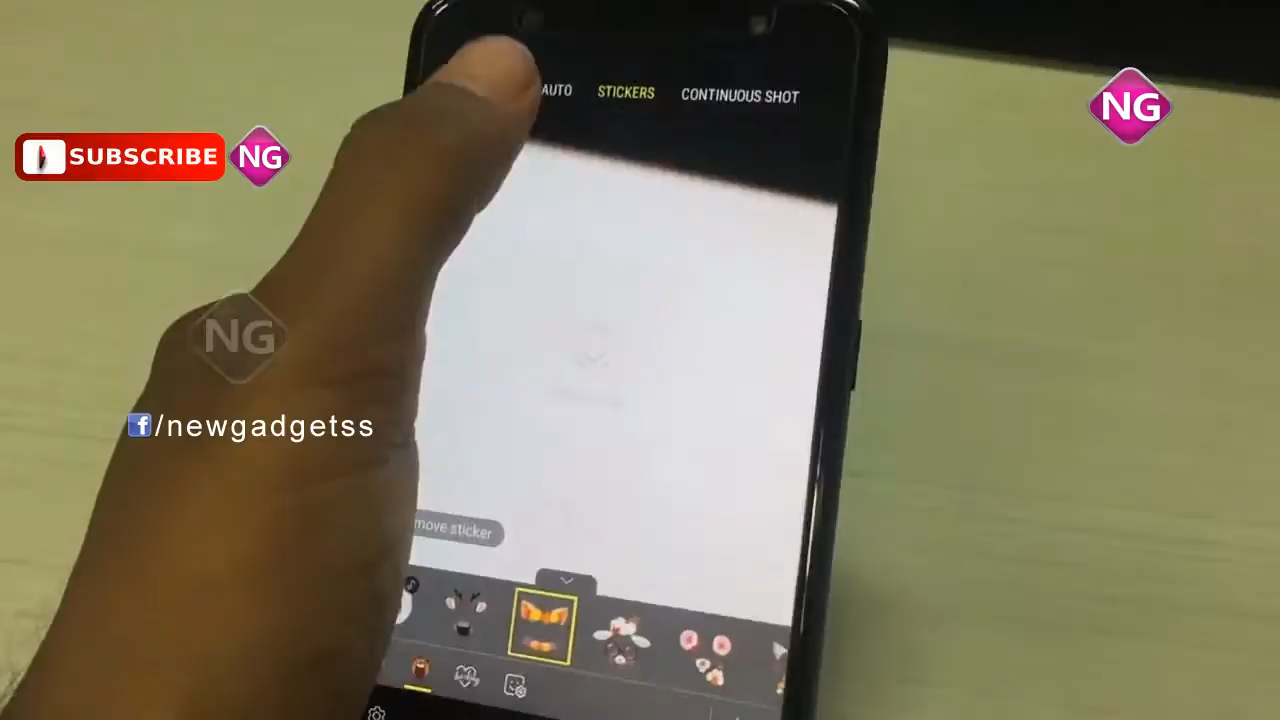 AUTO STICKERS CONTINUOUS SHOT
NG
SUBSCRIBE NG
NG
f/newgadgetss
move sticker